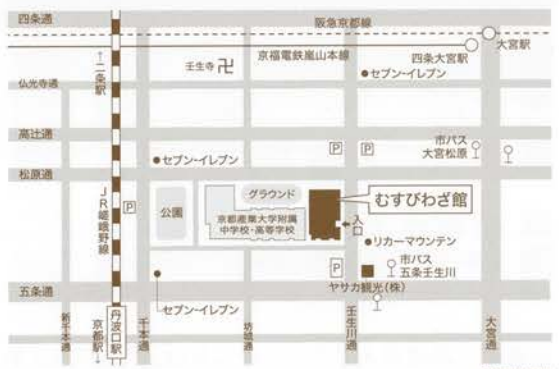 四条通
阪急京都線
大宮駅
京福電鉄嵐山本線
四条大宮駅
←二条駅
壬生寺
セブン-イレブン
仏光寺通
高辻通
市バス
大宮松原
P
P
セブン-イレブン
松原通
JR嵯峨野線
P
公園
グラウンド
京都産業大学附属
中学校・高等学校
むすびわざ館
←入口
リカーマウンテン
市バス
五条壬生川
P
ヤサカ観光(株)
五条通
セブン-イレブン
新千本通
京都駅→
丹波口駅
千本通
坊城通
壬生川通
大宮通